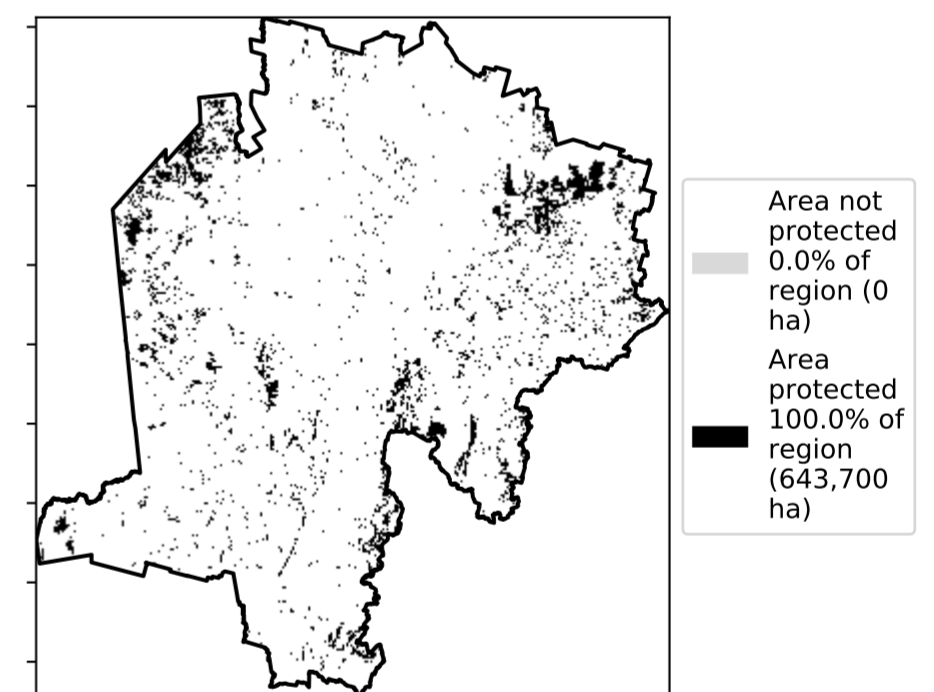 Area not
protected
0.0% of
region (0
ha)
Area
protected
100.0% of
region
(643,700
ha)